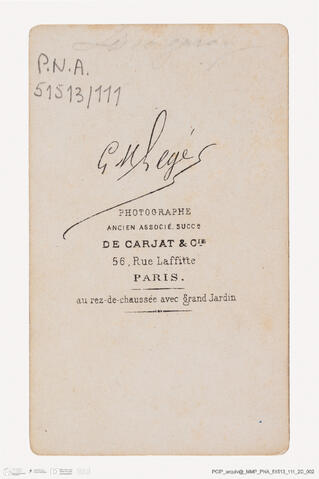 P.N.A.
51513/111
G M Legé
PHOTOGRAPHE
ANCIEN ASSOCIÉ, SUCCR
DE CARJAT & CIE
56, Rue Laffitte
PARIS.
au rez-de-chaussée avec grand Jardin